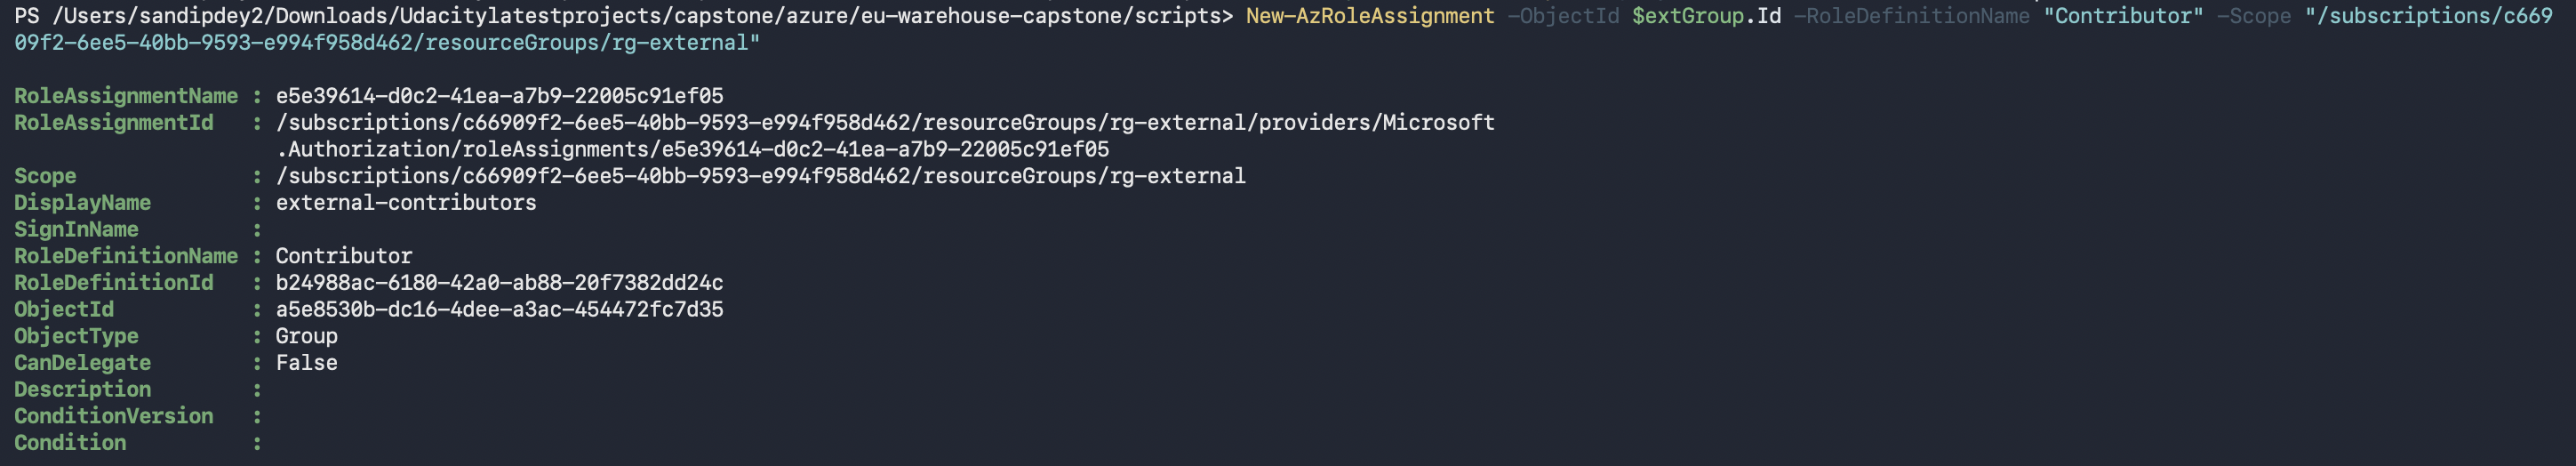 PS /Users/sandipdey2/Downloads/Udacitylatestprojects/capstone/azure/eu-warehouse-capstone/scripts> New-AzRoleAssignment -ObjectId $extGroup.Id -RoleDefinitionName "Contributor" -Scope "/subscriptions/c669
09f2-6ee5-40bb-9593-e994f958d462/resourceGroups/rg-external"
RoleAssignmentName : e5e39614-d0c2-41ea-a7b9-22005c91ef05
RoleAssignmentId   : /subscriptions/c66909f2-6ee5-40bb-9593-e994f958d462/resourceGroups/rg-external/providers/Microsoft
                     .Authorization/roleAssignments/e5e39614-d0c2-41ea-a7b9-22005c91ef05
Scope              : /subscriptions/c66909f2-6ee5-40bb-9593-e994f958d462/resourceGroups/rg-external
DisplayName        : external-contributors
SignInName         :
RoleDefinitionName : Contributor
RoleDefinitionId   : b24988ac-6180-42a0-ab88-20f7382dd24c
ObjectId           : a5e8530b-dc16-4dee-a3ac-454472fc7d35
ObjectType         : Group
CanDelegate        : False
Description        :
ConditionVersion   :
Condition          :